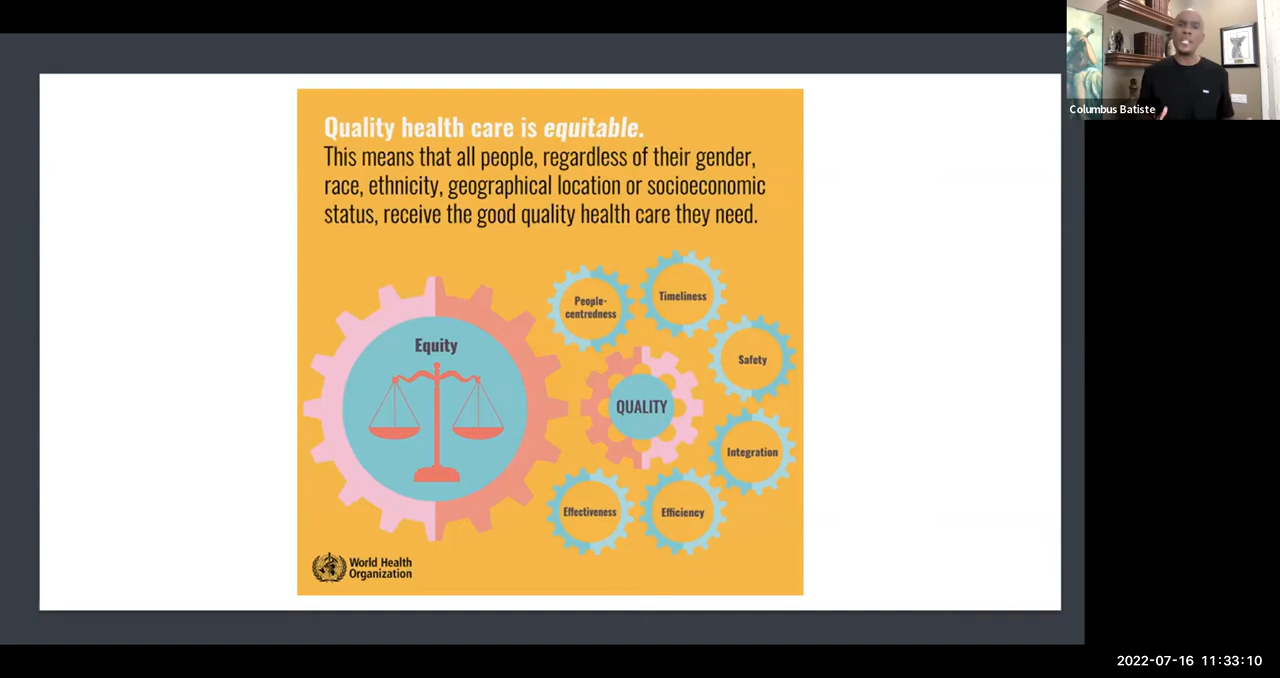 Quality health care is equitable.
This means that all people, regardless of their gender,
race, ethnicity, geographical location or socioeconomic
status, receive the good quality health care they need.
Equity
People-
centredness
Timeliness
Safety
QUALITY
Integration
Effectiveness
Efficiency
World Health
Organization
Columbus Batiste
2022-07-16 11:33:10